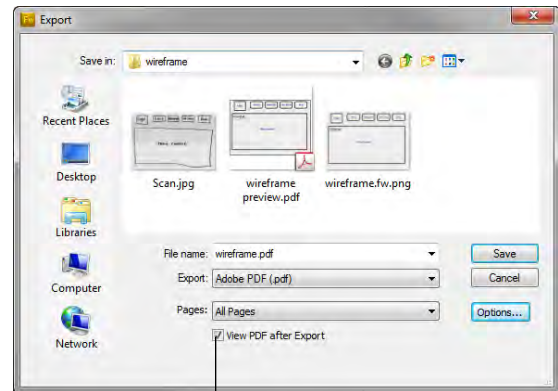 Fw Export
Save in: wireframe
Recent Places
Desktop
Libraries
Computer
Network
Scan.jpg
wireframe preview.pdf
wireframe.fw.png
File name: wireframe.pdf Save
Export: Adobe PDF (.pdf) Cancel
Pages: All Pages Options...
View PDF after Export